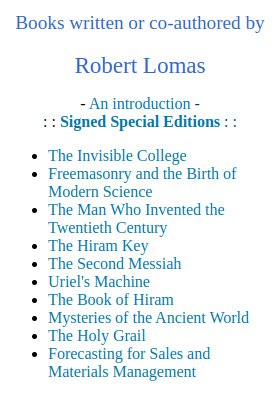 Books written or co-authored by
Robert Lomas
- An introduction -
: : Signed Special Editions : :
The Invisible College
Freemasonry and the Birth of
Modern Science
The Man Who Invented the
Twentieth Century
The Hiram Key
The Second Messiah
Uriel's Machine
The Book of Hiram
Mysteries of the Ancient World
The Holy Grail
Forecasting for Sales and
Materials Management